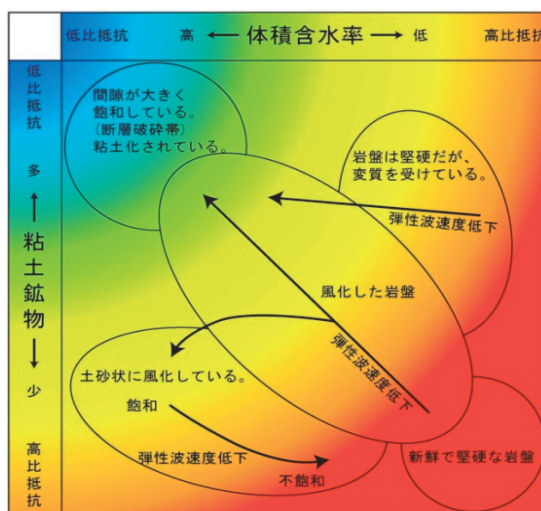 低比抵抗 高 ← 体積含水率 → 低 高比抵抗
低比抵抗
多
↑
粘土鉱物
↓
少
高比抵抗
間隙が大きく
飽和している。
(断層破砕帯)
粘土化されている。
岩盤は堅硬だが、
変質を受けている。
弾性波速度低下
風化した岩盤
弾性波速度低下
土砂状に風化している。
飽和
弾性波速度低下
不飽和
新鮮で堅硬な岩盤